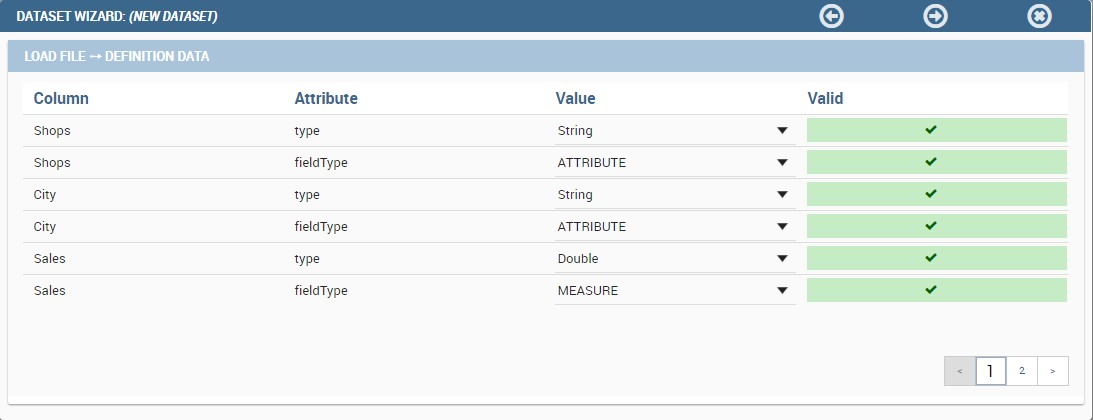 DATASET WIZARD: (NEW DATASET)
LOAD FILE ↔ DEFINITION DATA
Column Attribute Value Valid
Shops type String
Shops fieldType ATTRIBUTE
City type String
City fieldType ATTRIBUTE
Sales type Double
Sales fieldType MEASURE
< 1 2 >